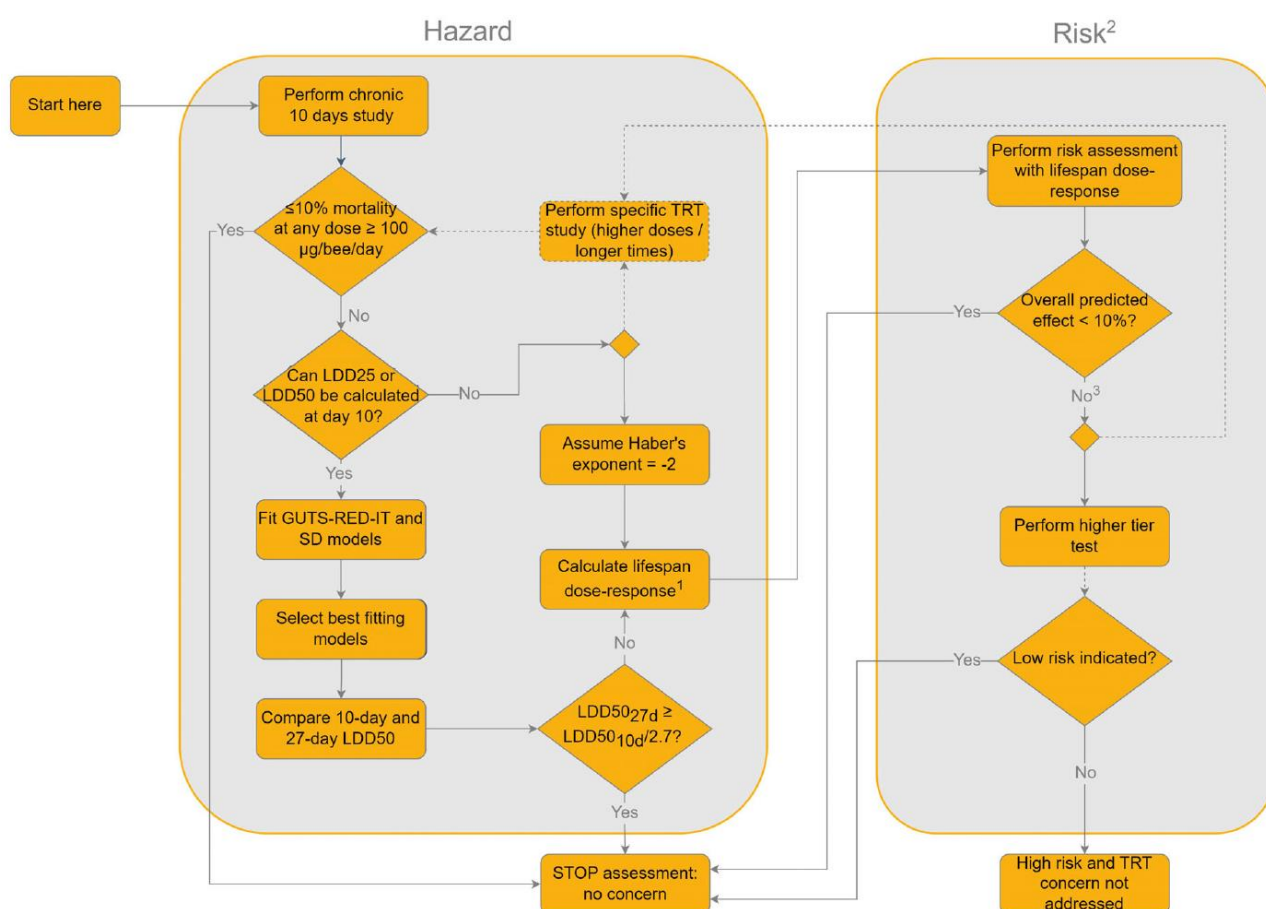 Hazard
Risk²
Start here
Perform chronic
10 days study
≤10% mortality
at any dose ≥ 100
µg/bee/day
Yes
No
Can LDD25 or
LDD50 be calculated
at day 10?
No
Yes
Fit GUTS-RED-IT and
SD models
Select best fitting
models
Compare 10-day and
27-day LDD50
Perform specific TRT
study (higher doses /
longer times)
Assume Haber's
exponent = -2
Calculate lifespan
dose-response¹
No
LDD5027d ≥
LDD5010d/2.7?
Yes
STOP assessment:
no concern
Perform risk assessment
with lifespan dose-
response
Overall predicted
effect < 10%?
Yes
No³
Perform higher tier
test
Low risk indicated?
Yes
No
High risk and TRT
concern not
addressed